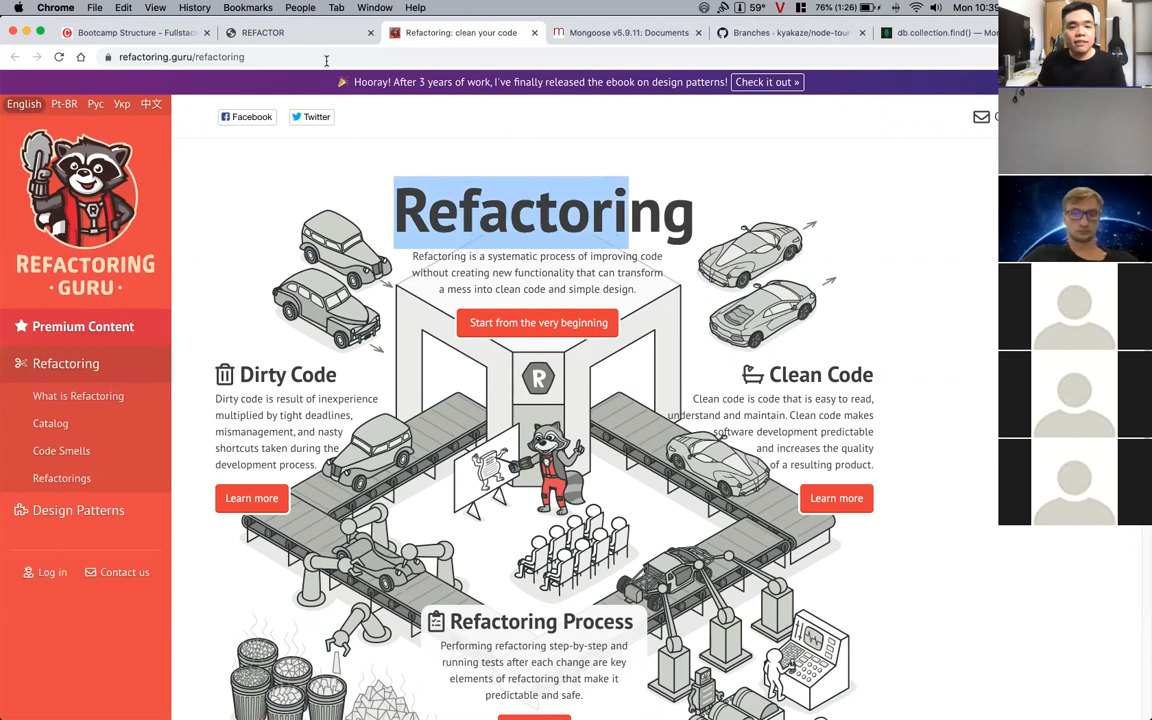 Chrome File Edit View History Bookmarks People Tab Window Help 59° 76% (1:26) Mon 10:39
Bootcamp Structure - Fullstack REFACTOR Refactoring: clean your code Mongoose v5.9.11: Documents Branches · kyakaze/node-tour db.collection.find() — Mo
refactoring.guru/refactoring
Hooray! After 3 years of work, I've finally released the ebook on design patterns! Check it out »
English Pt-BR Рус Укр 中文
Facebook Twitter
REFACTORING
· GURU ·
Premium Content
Refactoring
What is Refactoring
Catalog
Code Smells
Refactorings
Design Patterns
Log in Contact us
Refactoring
Refactoring is a systematic process of improving code
without creating new functionality that can transform
a mess into clean code and simple design.
Start from the very beginning
R
Dirty Code
Dirty code is result of inexperience
multiplied by tight deadlines,
mismanagement, and nasty
shortcuts taken during the
development process.
Learn more
Clean Code
Clean code is code that is easy to read,
understand and maintain. Clean code makes
software development predictable
and increases the quality
of a resulting product.
Learn more
Refactoring Process
Performing refactoring step-by-step and
running tests after each change are key
elements of refactoring that make it
predictable and safe.